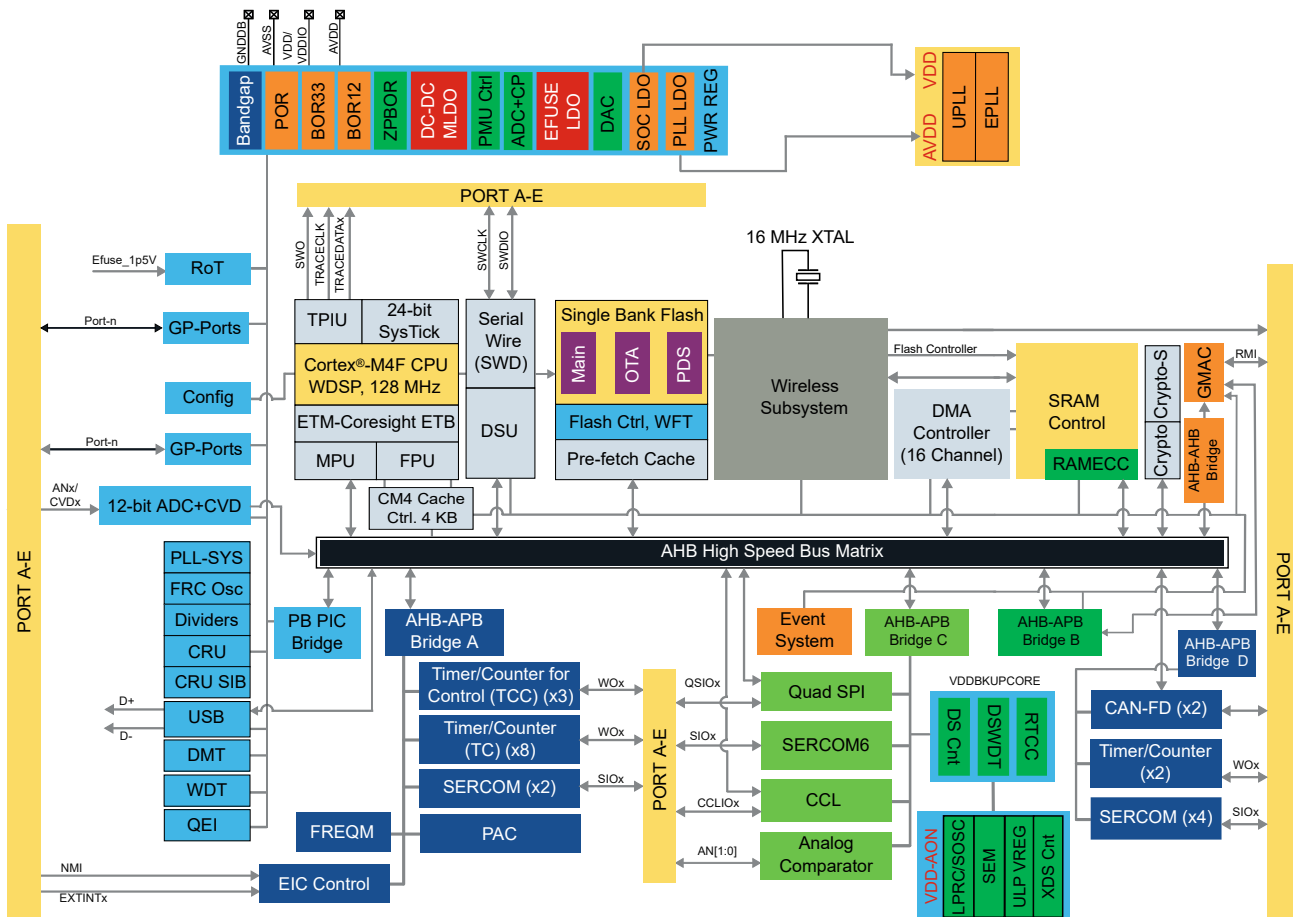 GNDDB
AVSS
VDD/
VDDIO
AVDD
Bandgap
POR
BOR33
BOR12
ZPBOR
DC-DC
MLDO
PMU Ctrl
ADC+CP
EFUSE
LDO
DAC
SOC LDO
PLL LDO
PWR REG
VDD
AVDD
UPLL
EPLL
PORT A-E
SWO
TRACECLK
TRACEDATAx
SWCLK
SWDIO
16 MHz XTAL
PORT A-E
Efuse_1p5V
RoT
Port-n
GP-Ports
Config
Port-n
GP-Ports
ANx/
CVDx
12-bit ADC+CVD
TPIU
24-bit
SysTick
Cortex®-M4F CPU
WDSP, 128 MHz
ETM-Coresight ETB
MPU
FPU
CM4 Cache
Ctrl. 4 KB
Serial
Wire
(SWD)
DSU
Single Bank Flash
Main
OTA
PDS
Flash Ctrl, WFT
Pre-fetch Cache
Wireless
Subsystem
Flash Controller
DMA
Controller
(16 Channel)
SRAM
Control
RAMECC
Crypto-S
Crypto
GMAC
AHB-AHB
Bridge
RMI
PORT A-E
AHB High Speed Bus Matrix
PLL-SYS
FRC Osc
Dividers
CRU
CRU SIB
USB
D+
D-
DMT
WDT
QEI
PB PIC
Bridge
AHB-APB
Bridge A
Timer/Counter for
Control (TCC) (x3)
WOx
Timer/Counter
(TC) (x8)
WOx
SERCOM (x2)
SIOx
FREQM
PAC
NMI
EXTINTx
EIC Control
PORT A-E
Event
System
AHB-APB
Bridge C
AHB-APB
Bridge B
AHB-APB
Bridge D
QSIOx
Quad SPI
SIOx
SERCOM6
CCLIOx
CCL
AN[1:0]
Analog
Comparator
VDDBKUPCORE
DS Cnt
DSWDT
RTCC
VDD-AON
LPRC/SOSC
SEM
ULP VREG
XDS Cnt
CAN-FD (x2)
Timer/Counter
(x2)
WOx
SERCOM (x4)
SIOx